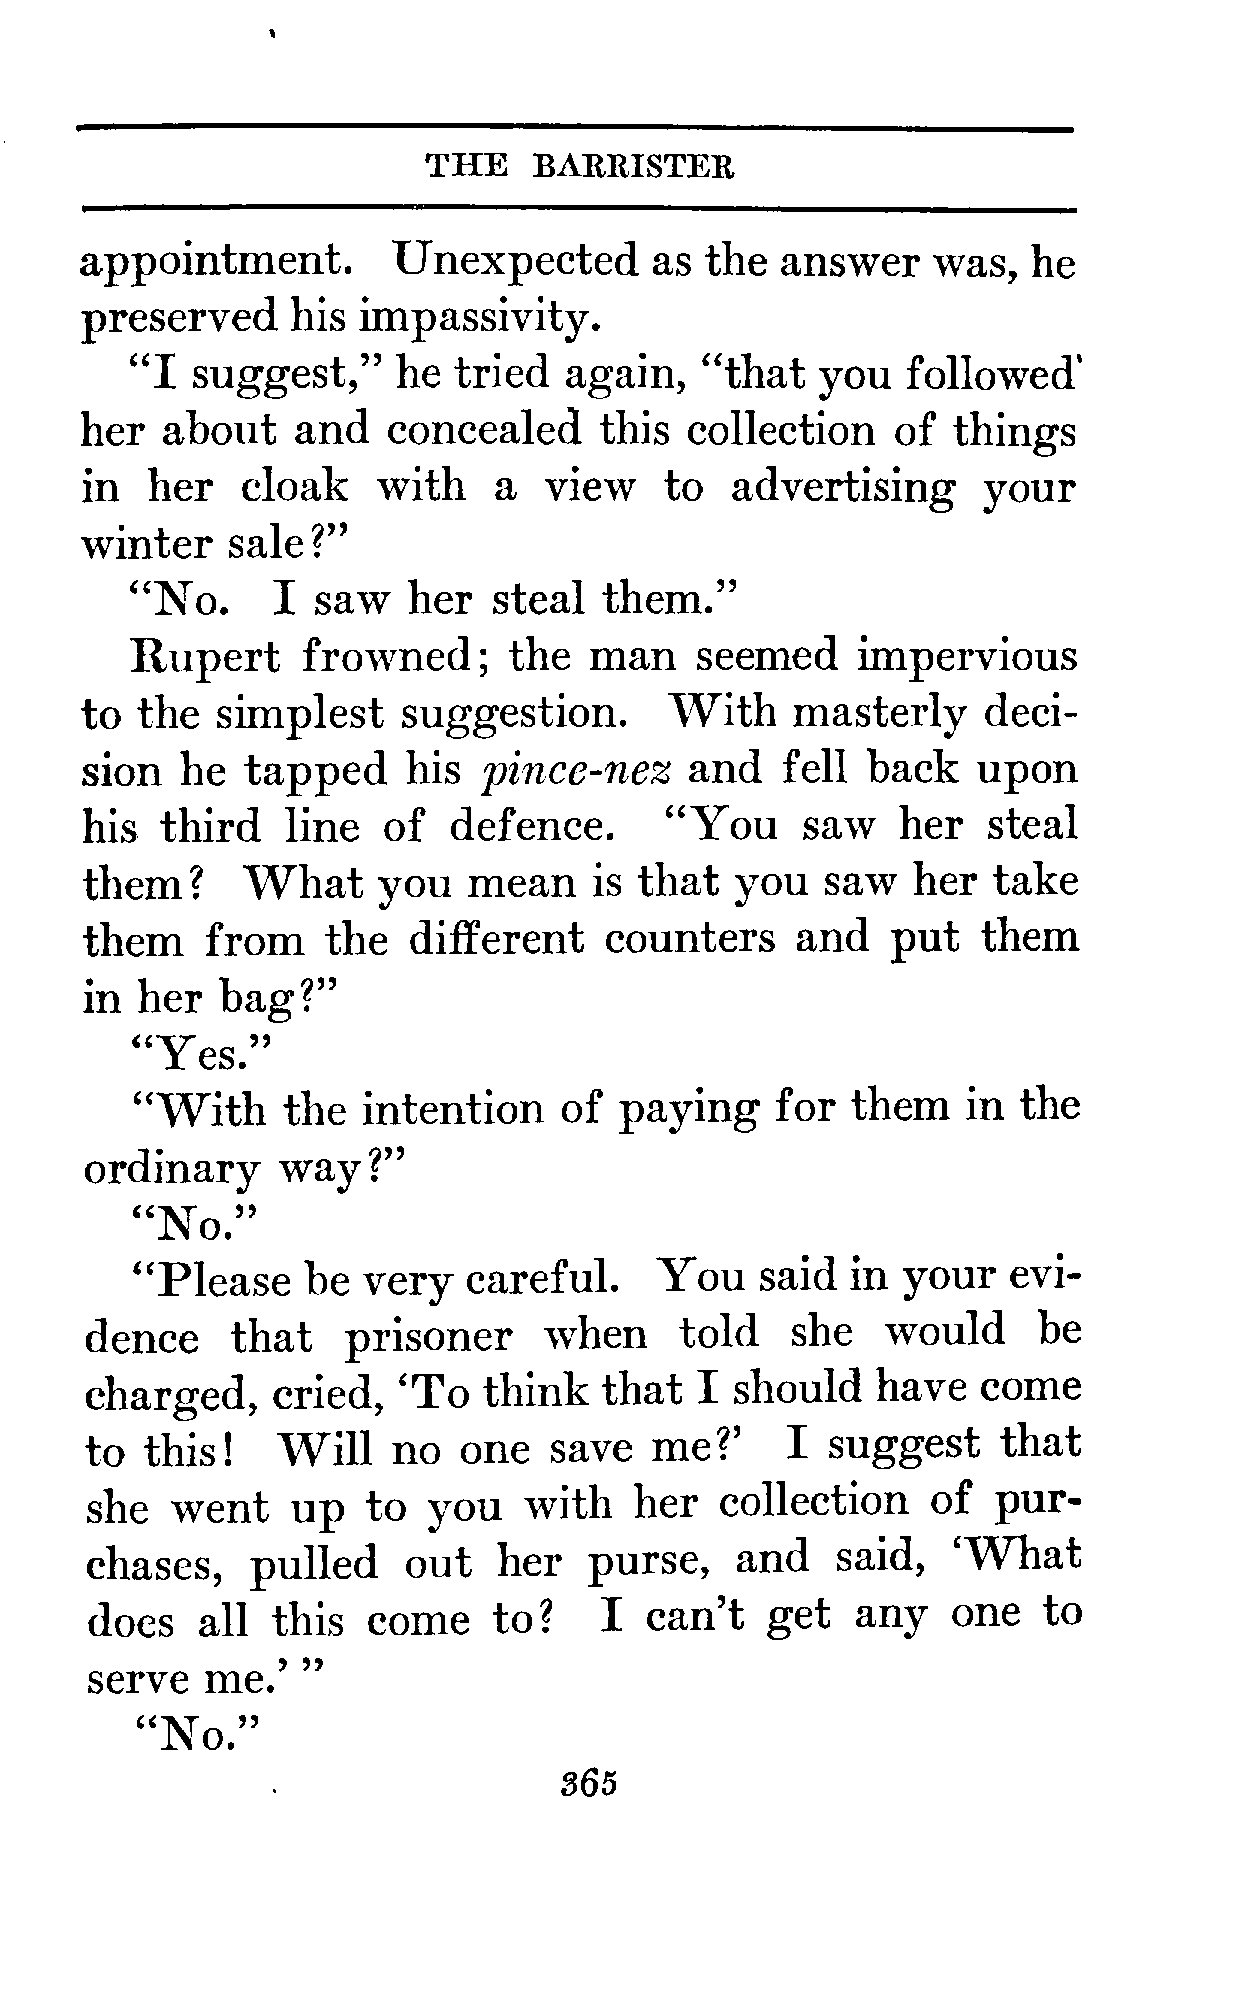 THE BARRISTER
appointment. Unexpected as the answer was, he
preserved his impassivity.
"I suggest," he tried again, "that you followed
her about and concealed this collection of things
in her cloak with a view to advertising your
winter sale?"
"No. I saw her steal them."
Rupert frowned; the man seemed impervious
to the simplest suggestion. With masterly deci-
sion he tapped his pince-nez and fell back upon
his third line of defence. "You saw her steal
them? What you mean is that you saw her take
them from the different counters and put them
in her bag?"
"Yes."
"With the intention of paying for them in the
ordinary way?"
"No."
"Please be very careful. You said in your evi-
dence that prisoner when told she would be
charged, cried, 'To think that I should have come
to this! Will no one save me?' I suggest that
she went up to you with her collection of pur-
chases, pulled out her purse, and said, 'What
does all this come to? I can't get any one to
serve me.' "
"No."
365